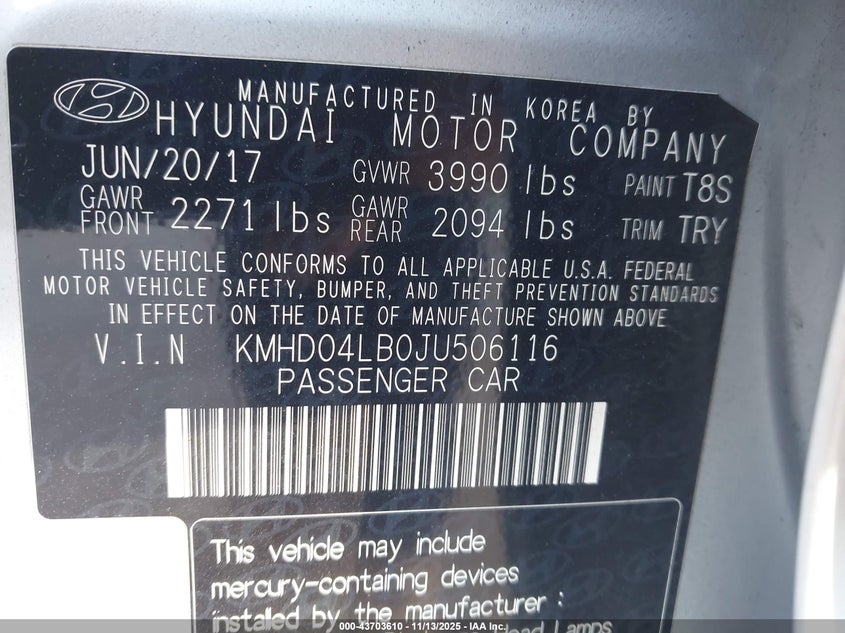 MANUFACTURED IN KOREA BY
HYUNDAI MOTOR COMPANY
JUN/20/17 GVWR 3990 lbs PAINT T8S
GAWR FRONT 2271 lbs GAWR REAR 2094 lbs TRIM TRY
THIS VEHICLE CONFORMS TO ALL APPLICABLE U.S.A. FEDERAL
MOTOR VEHICLE SAFETY, BUMPER, AND THEFT PREVENTION STANDARDS
IN EFFECT ON THE DATE OF MANUFACTURE SHOWN ABOVE
V.I.N KMHD04LB0JU506116
PASSENGER CAR
This vehicle may include
mercury-containing devices
installed by the manufacturer :
Lamps
000-43703610 - 11/13/2025 - IAA Inc.